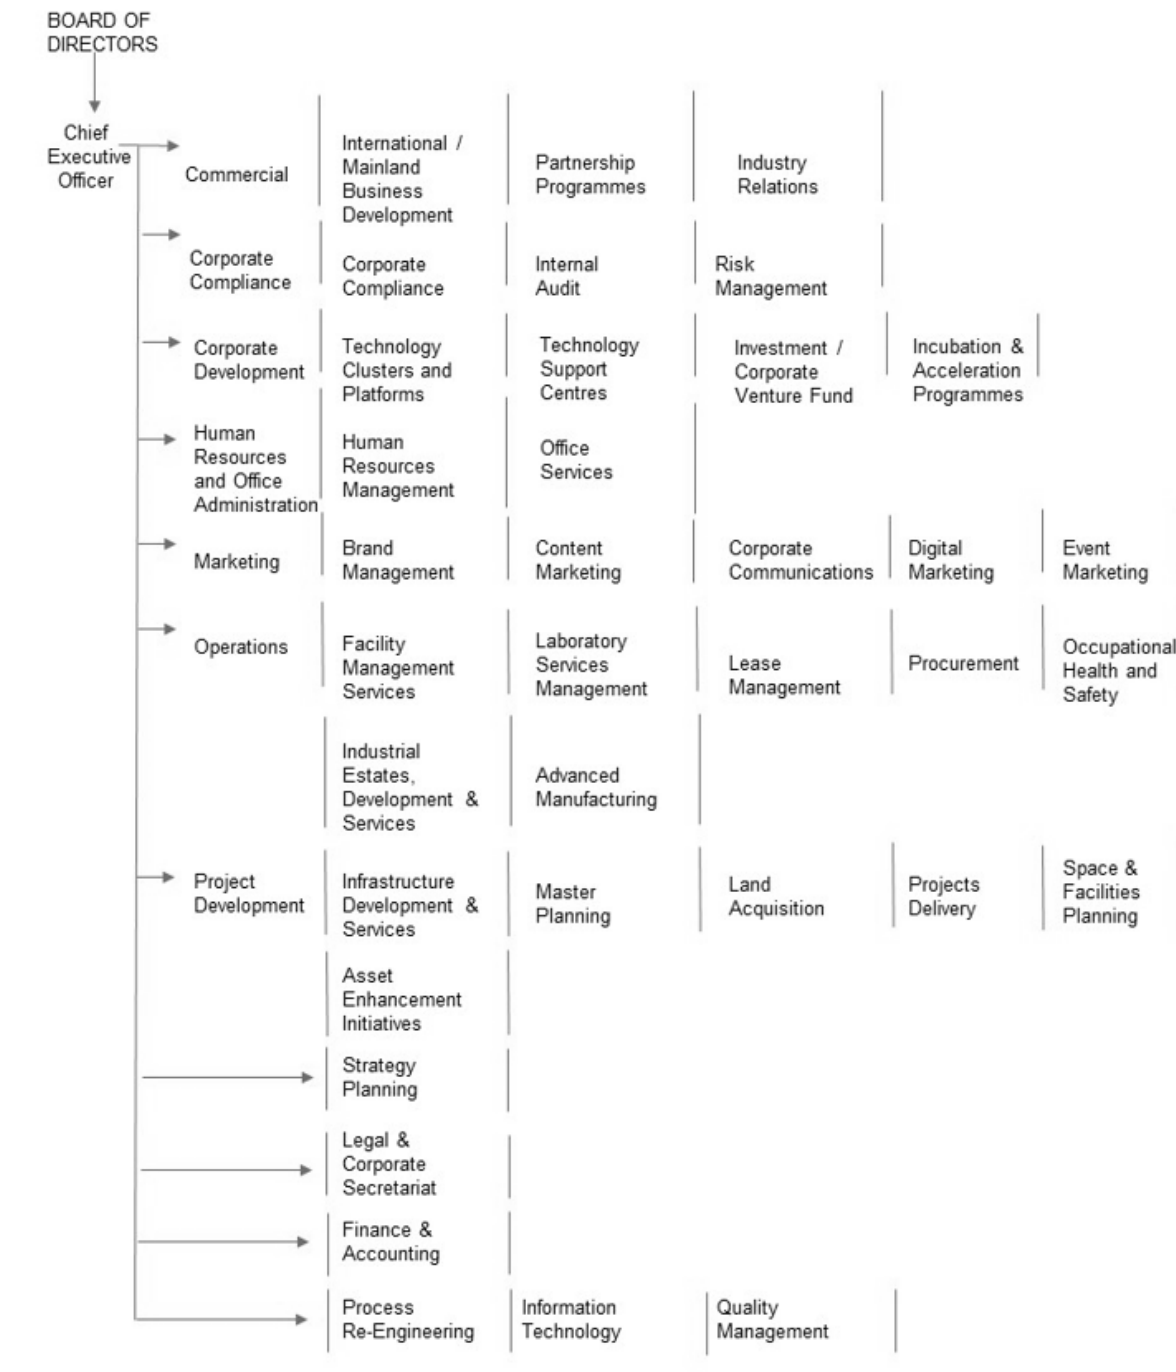 BOARD OF
DIRECTORS
Chief
Executive
Officer
Commercial
International /
Mainland
Business
Development
Partnership
Programmes
Industry
Relations
Corporate
Compliance
Corporate
Compliance
Internal
Audit
Risk
Management
Corporate
Development
Technology
Clusters and
Platforms
Technology
Support
Centres
Investment /
Corporate
Venture Fund
Incubation &
Acceleration
Programmes
Human
Resources
and Office
Administration
Human
Resources
Management
Office
Services
Marketing
Brand
Management
Content
Marketing
Corporate
Communications
Digital
Marketing
Event
Marketing
Operations
Facility
Management
Services
Laboratory
Services
Management
Lease
Management
Procurement
Occupational
Health and
Safety
Industrial
Estates,
Development &
Services
Advanced
Manufacturing
Project
Development
Infrastructure
Development &
Services
Master
Planning
Land
Acquisition
Projects
Delivery
Space &
Facilities
Planning
Asset
Enhancement
Initiatives
Strategy
Planning
Legal &
Corporate
Secretariat
Finance &
Accounting
Process
Re-Engineering
Information
Technology
Quality
Management